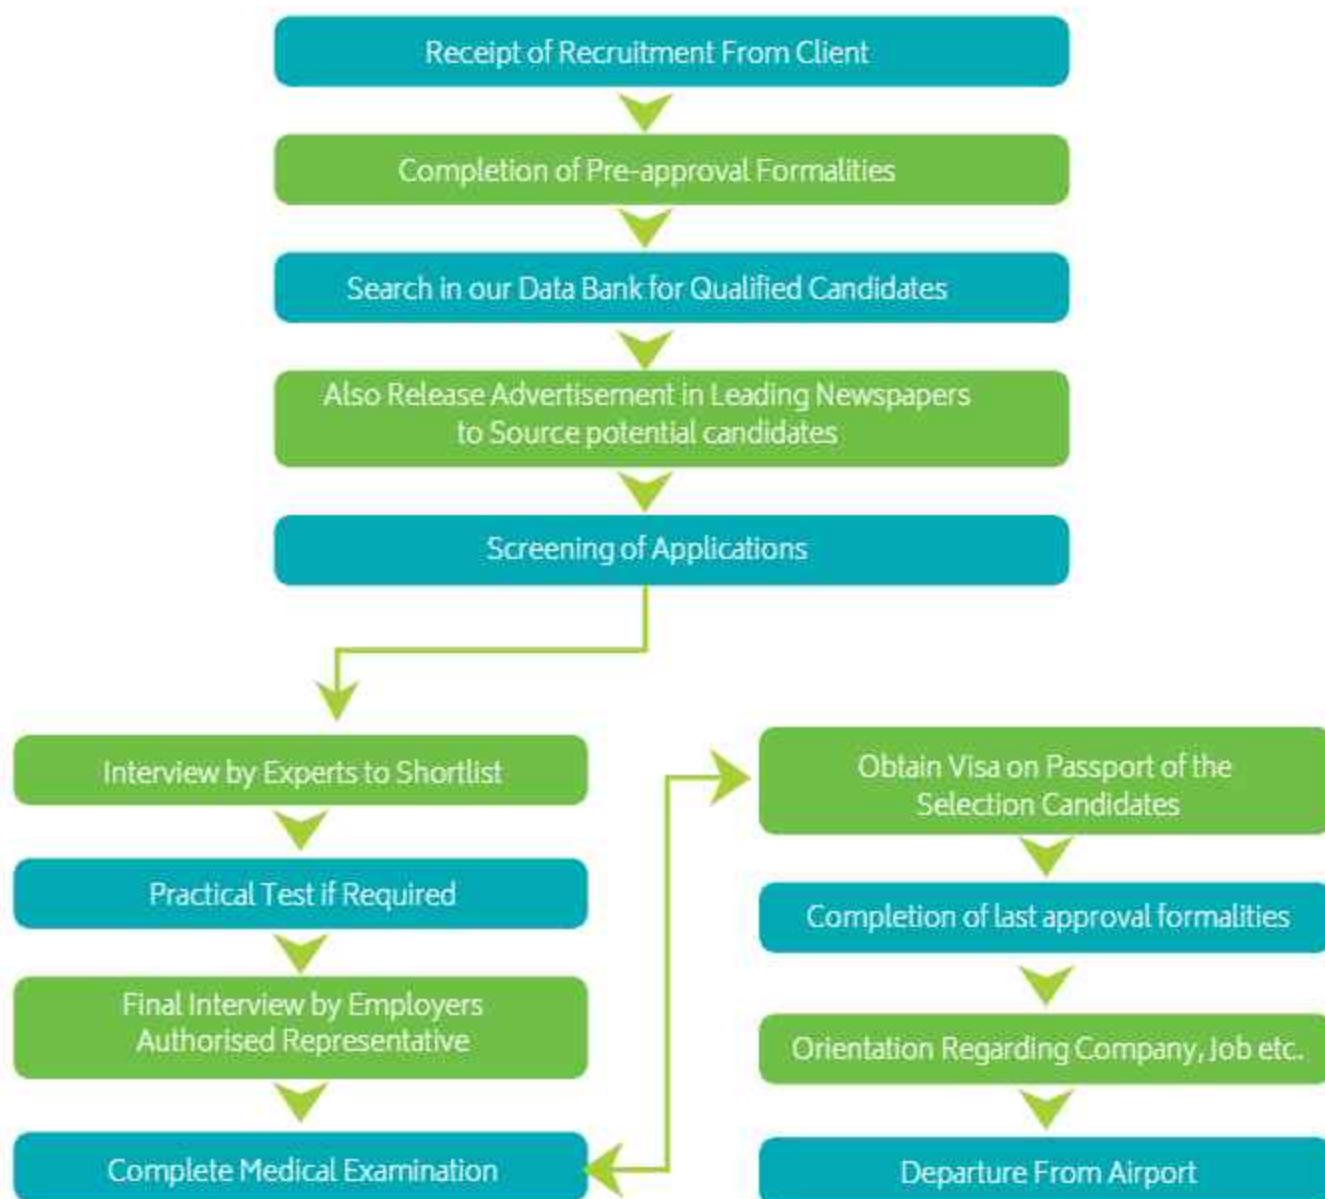 Receipt of Recruitment From Client
Completion of Pre-approval Formalities
Search in our Data Bank for Qualified Candidates
Also Release Advertisement in Leading Newspapers
to Source potential candidates
Screening of Applications
Interview by Experts to Shortlist
Practical Test if Required
Final Interview by Employers
Authorised Representative
Complete Medical Examination
Obtain Visa on Passport of the
Selection Candidates
Completion of last approval formalities
Orientation Regarding Company, Job etc.
Departure From Airport